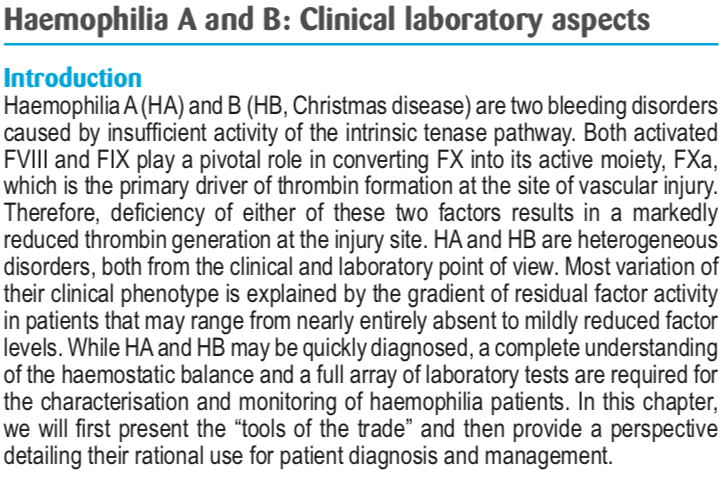 Haemophilia A and B: Clinical laboratory aspects
Introduction
Haemophilia A (HA) and B (HB, Christmas disease) are two bleeding disorders
caused by insufficient activity of the intrinsic tenase pathway. Both activated
FVIII and FIX play a pivotal role in converting FX into its active moiety, FXa,
which is the primary driver of thrombin formation at the site of vascular injury.
Therefore, deficiency of either of these two factors results in a markedly
reduced thrombin generation at the injury site. HA and HB are heterogeneous
disorders, both from the clinical and laboratory point of view. Most variation of
their clinical phenotype is explained by the gradient of residual factor activity
in patients that may range from nearly entirely absent to mildly reduced factor
levels. While HA and HB may be quickly diagnosed, a complete understanding
of the haemostatic balance and a full array of laboratory tests are required for
the characterisation and monitoring of haemophilia patients. In this chapter,
we will first present the “tools of the trade” and then provide a perspective
detailing their rational use for patient diagnosis and management.